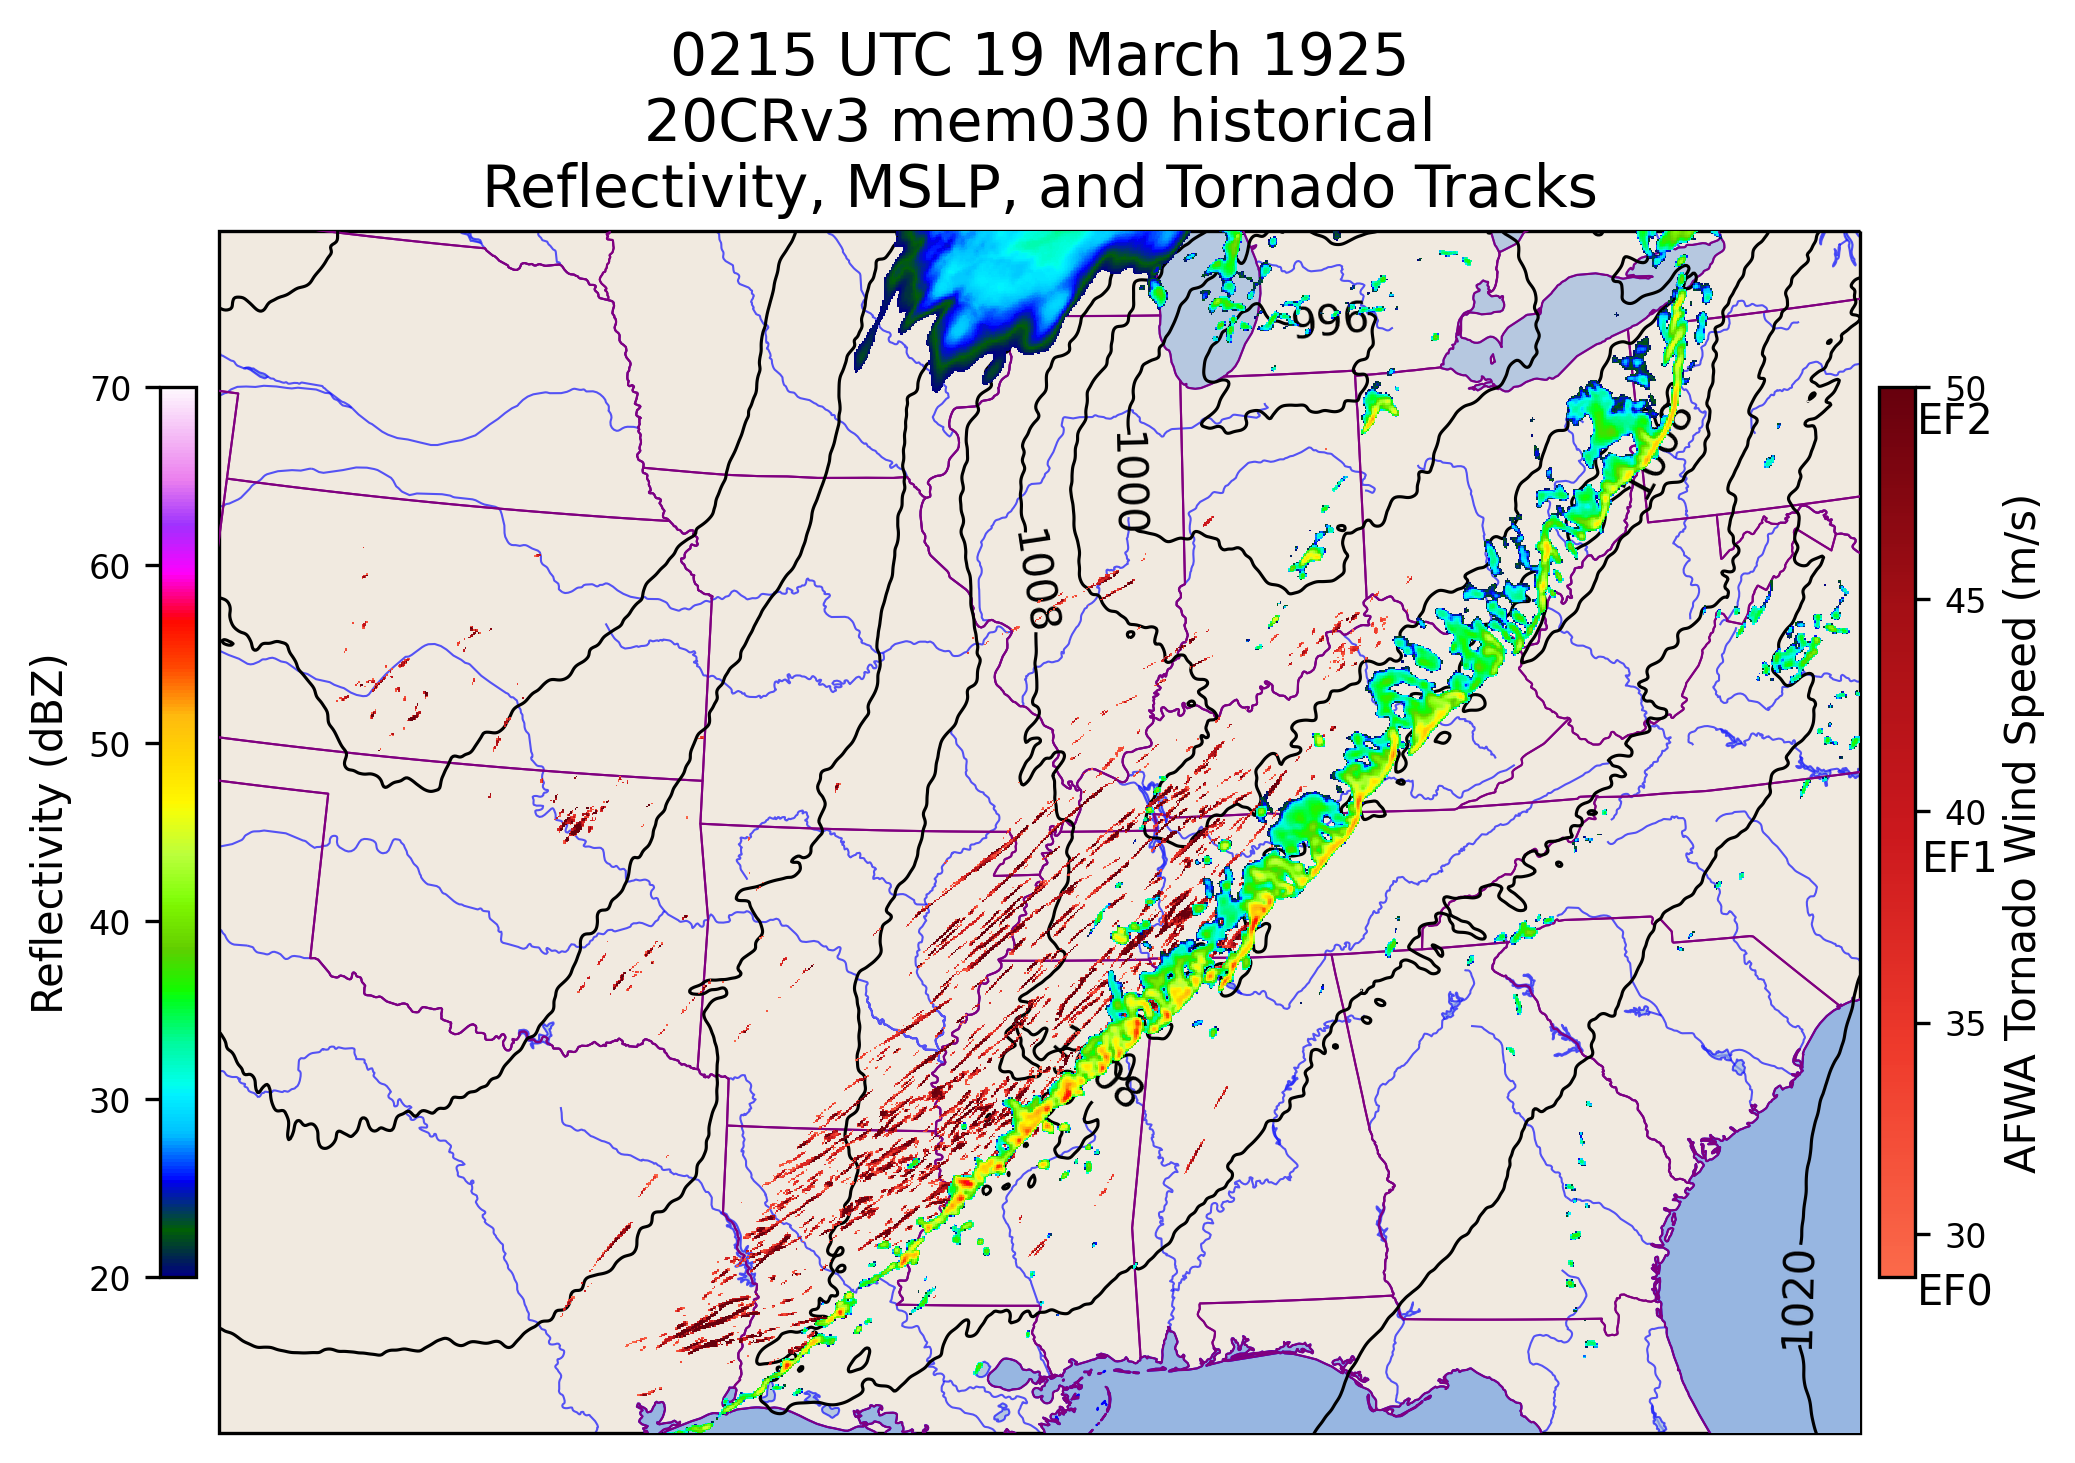 0215 UTC 19 March 1925
20CRv3 mem030 historical
Reflectivity, MSLP, and Tornado Tracks
70
60
50
40
30
20
Reflectivity (dBZ)
996
1000
1008
1008
996
1020
50
EF2
45
40
EF1
35
30
EF0
AFWA Tornado Wind Speed (m/s)